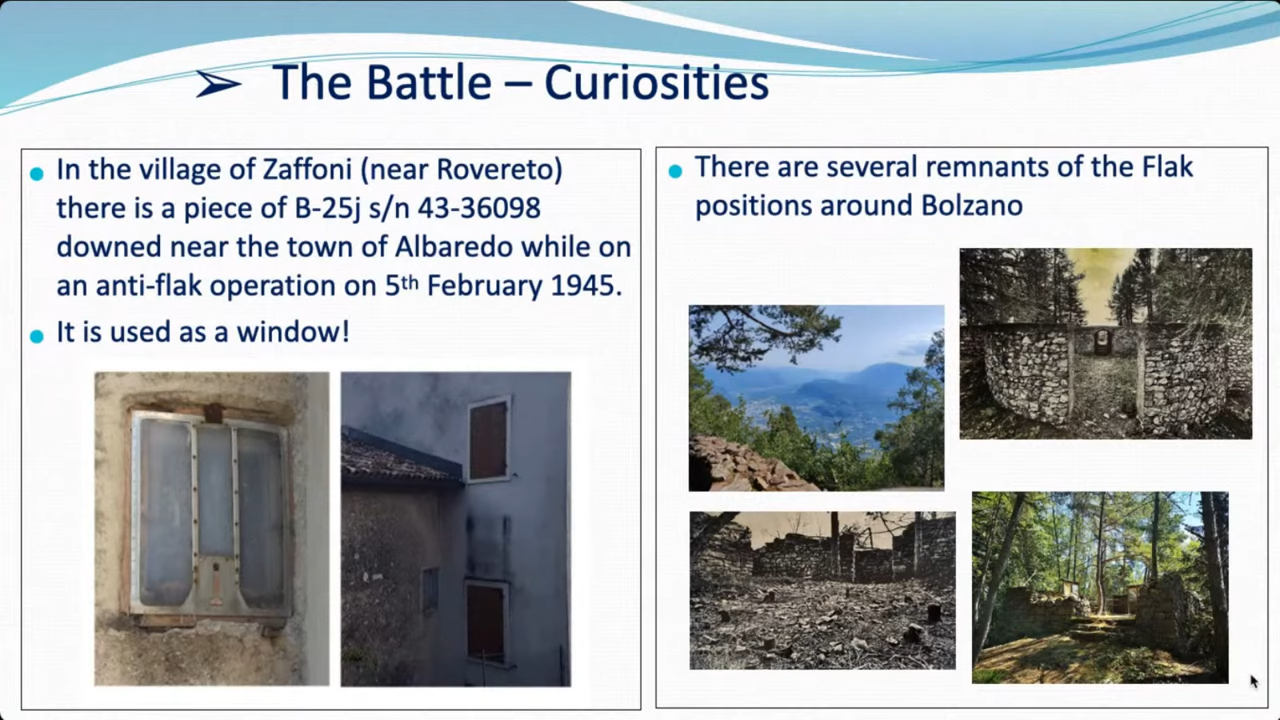 The Battle – Curiosities
In the village of Zaffoni (near Rovereto)
there is a piece of B-25j s/n 43-36098
downed near the town of Albaredo while on
an anti-flak operation on 5th February 1945.
It is used as a window!
There are several remnants of the Flak
positions around Bolzano